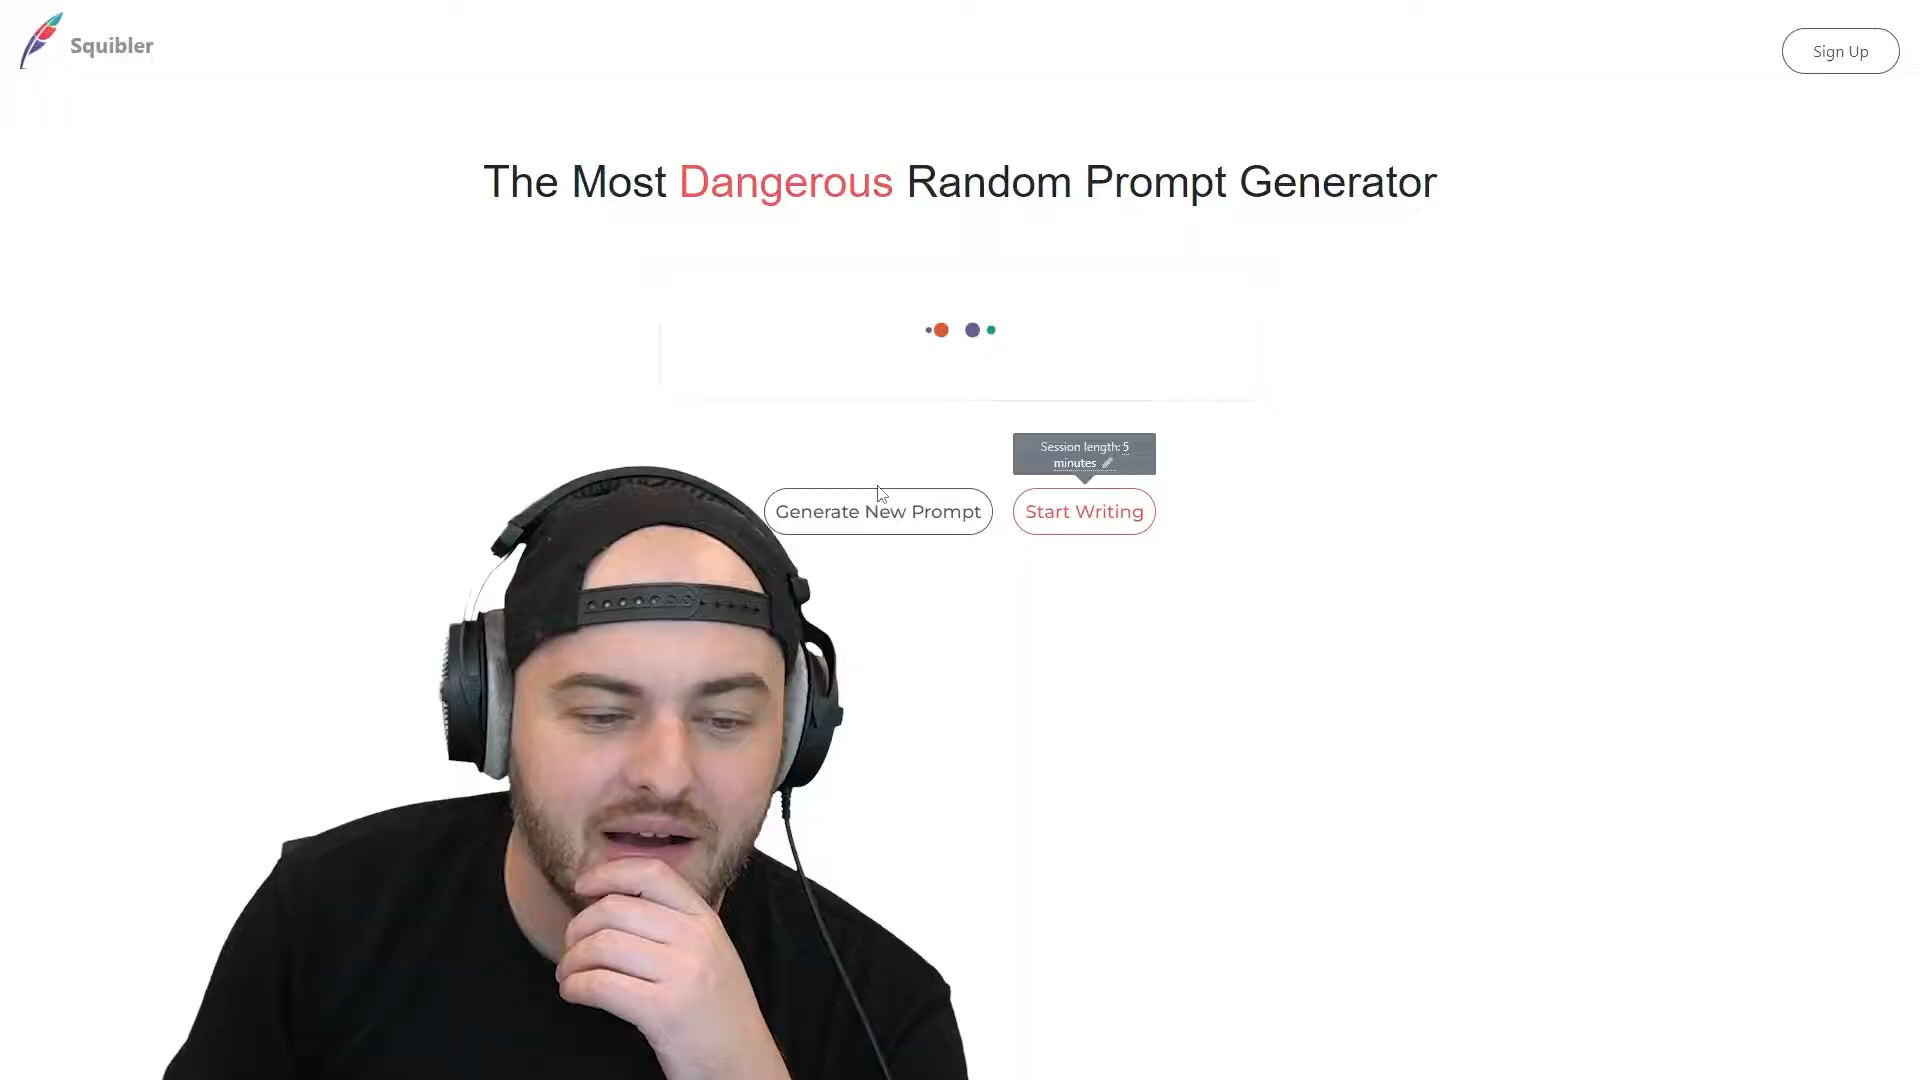 Squibler
Sign Up
The Most Dangerous Random Prompt Generator
Session length: 5
minutes
Generate New Prompt
Start Writing